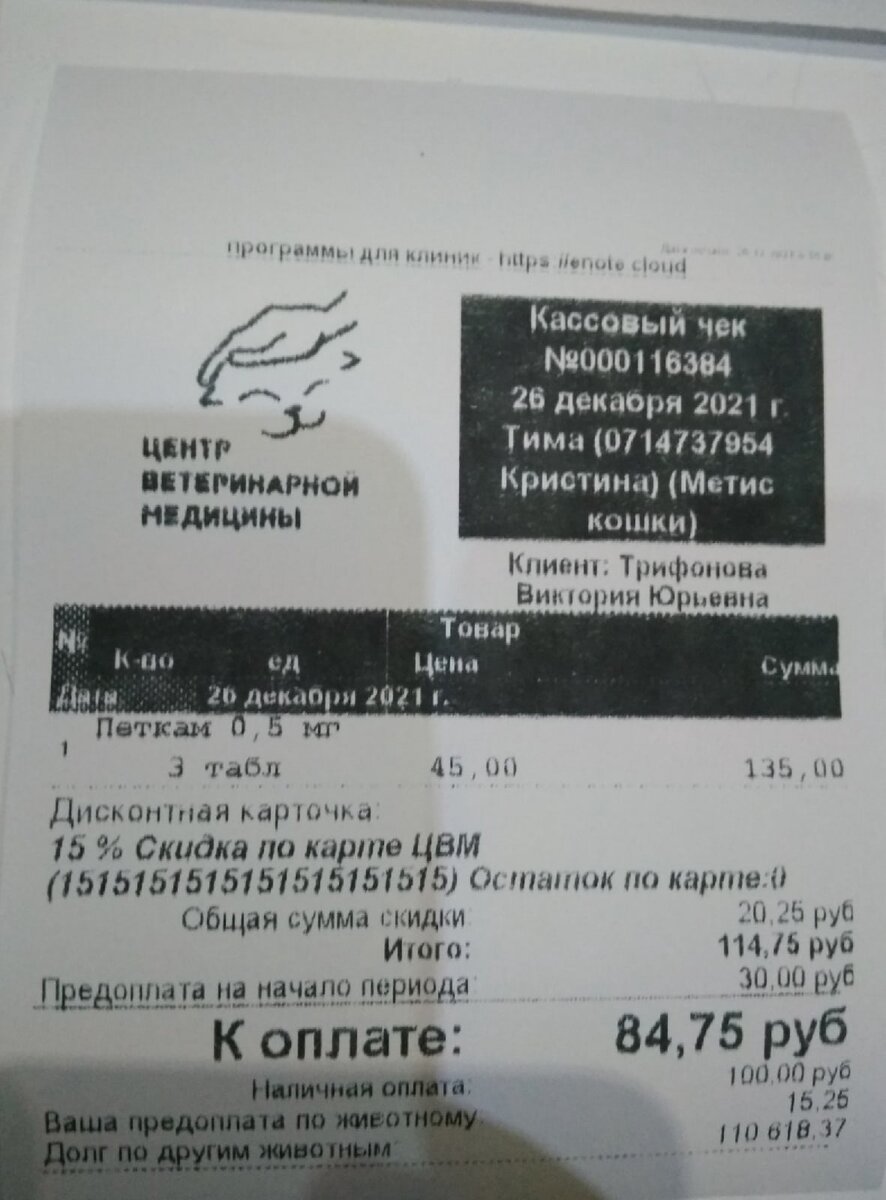 программы для клиник - https //enote cloud
Кассовый чек
№000116384
26 декабря 2021 г.
Тима (0714737954
Кристина) (Метис
кошки)
ЦЕНТР
ВЕТЕРИНАРНОЙ
МЕДИЦИНЫ
Клиент: Трифонова
Виктория Юрьевна
№ Товар
К-во ед Цена Сумма
Дата 26 декабря 2021 г.
Петкам 0,5 мг
1
3 табл 45,00 135,00
Дисконтная карточка:
15 % Скидка по карте ЦВМ
(1515151515151515151515) Остаток по карте:0
Общая сумма скидки: 20,25 руб
Итого: 114,75 руб
Предоплата на начало периода: 30,00 руб
К оплате: 84,75 руб
Наличная оплата: 100,00 руб
Ваша предоплата по животному: 15,25
Долг по другим животным 110 618,37